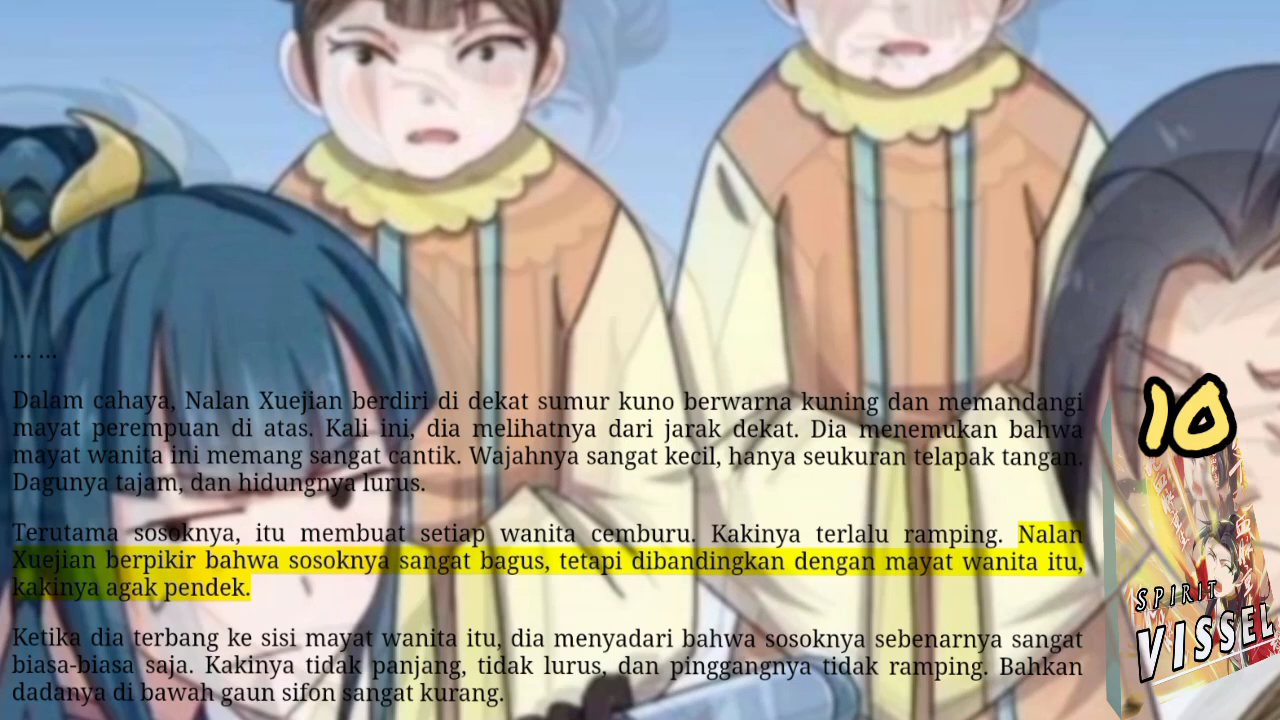 ... ...
Dalam cahaya, Nalan Xuejian berdiri di dekat sumur kuno berwarna kuning dan memandangi
mayat perempuan di atas. Kali ini, dia melihatnya dari jarak dekat. Dia menemukan bahwa
mayat wanita ini memang sangat cantik. Wajahnya sangat kecil, hanya seukuran telapak tangan.
Dagunya tajam, dan hidungnya lurus.
Terutama sosoknya, itu membuat setiap wanita cemburu. Kakinya terlalu ramping. Nalan
Xuejian berpikir bahwa sosoknya sangat bagus, tetapi dibandingkan dengan mayat wanita itu,
kakinya agak pendek.
Ketika dia terbang ke sisi mayat wanita itu, dia menyadari bahwa sosoknya sebenarnya sangat
biasa-biasa saja. Kakinya tidak panjang, tidak lurus, dan pinggangnya tidak ramping. Bahkan
dadanya di bawah gaun sifon sangat kurang.
10
SPIRIT
VISSEL